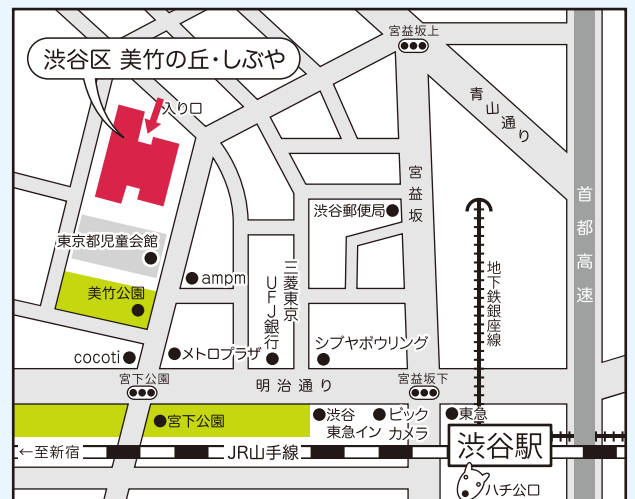 宮益坂上
渋谷区 美竹の丘・しぶや
入り口
青山通り
宮益坂
首都高速
渋谷郵便局
東京都児童会館
地下鉄銀座線
ampm
三菱東京
UFJ銀行
美竹公園
シブヤボウリング
cocoti
メトロプラザ
宮下公園
明治通り
宮益坂下
宮下公園
渋谷
東急イン
ビック
カメラ
東急
渋谷駅
←至新宿
JR山手線
ハチ公口